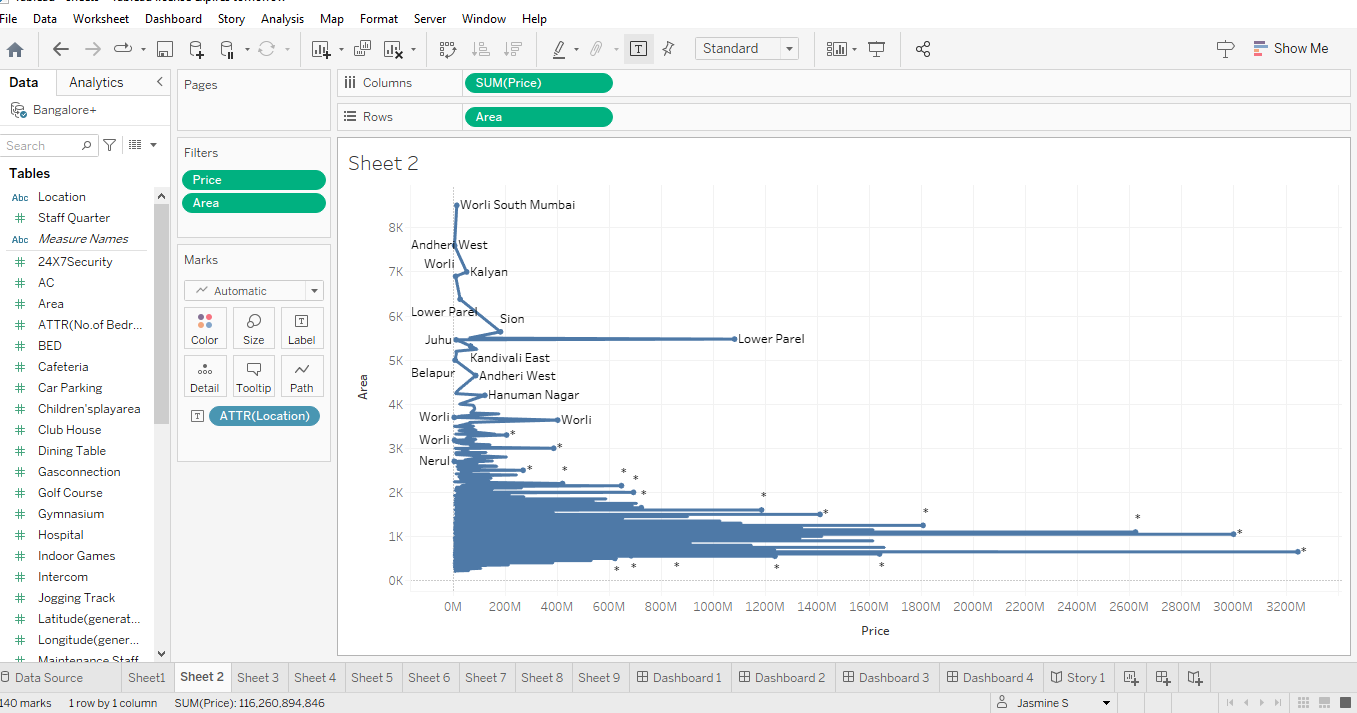 File Data Worksheet Dashboard Story Analysis Map Format Server Window Help
Standard
Show Me
Data Analytics
Bangalore+
Search
Tables
Abc Location
Staff Quarter
Abc Measure Names
24X7Security
AC
Area
ATTR(No.of Bedr...
BED
Cafeteria
Car Parking
Children'splayarea
Club House
Dining Table
Gasconnection
Golf Course
Gymnasium
Hospital
Indoor Games
Intercom
Jogging Track
Latitude(generat...
Longitude(gener...
Maintenance Staff
Pages
Filters
Price
Area
Marks
Automatic
Color Size Label
Detail Tooltip Path
ATTR(Location)
Columns SUM(Price)
Rows Area
Sheet 2
Worli South Mumbai
8K
Andheri West
Worli
7K Kalyan
Lower Parel
6K Sion
Juhu Lower Parel
5K Kandivali East
Belapur Andheri West
Area
4K Hanuman Nagar
Worli Worli
Worli *
3K *
Nerul * * *
*
2K * *
* * *
1K *
*
* * * * *
0K
0M 200M 400M 600M 800M 1000M 1200M 1400M 1600M 1800M 2000M 2200M 2400M 2600M 2800M 3000M 3200M
Price
Data Source Sheet1 Sheet 2 Sheet 3 Sheet 4 Sheet 5 Sheet 6 Sheet 7 Sheet 8 Sheet 9 Dashboard 1 Dashboard 2 Dashboard 3 Dashboard 4 Story 1
140 marks 1 row by 1 column SUM(Price): 116,260,894,846 Jasmine S